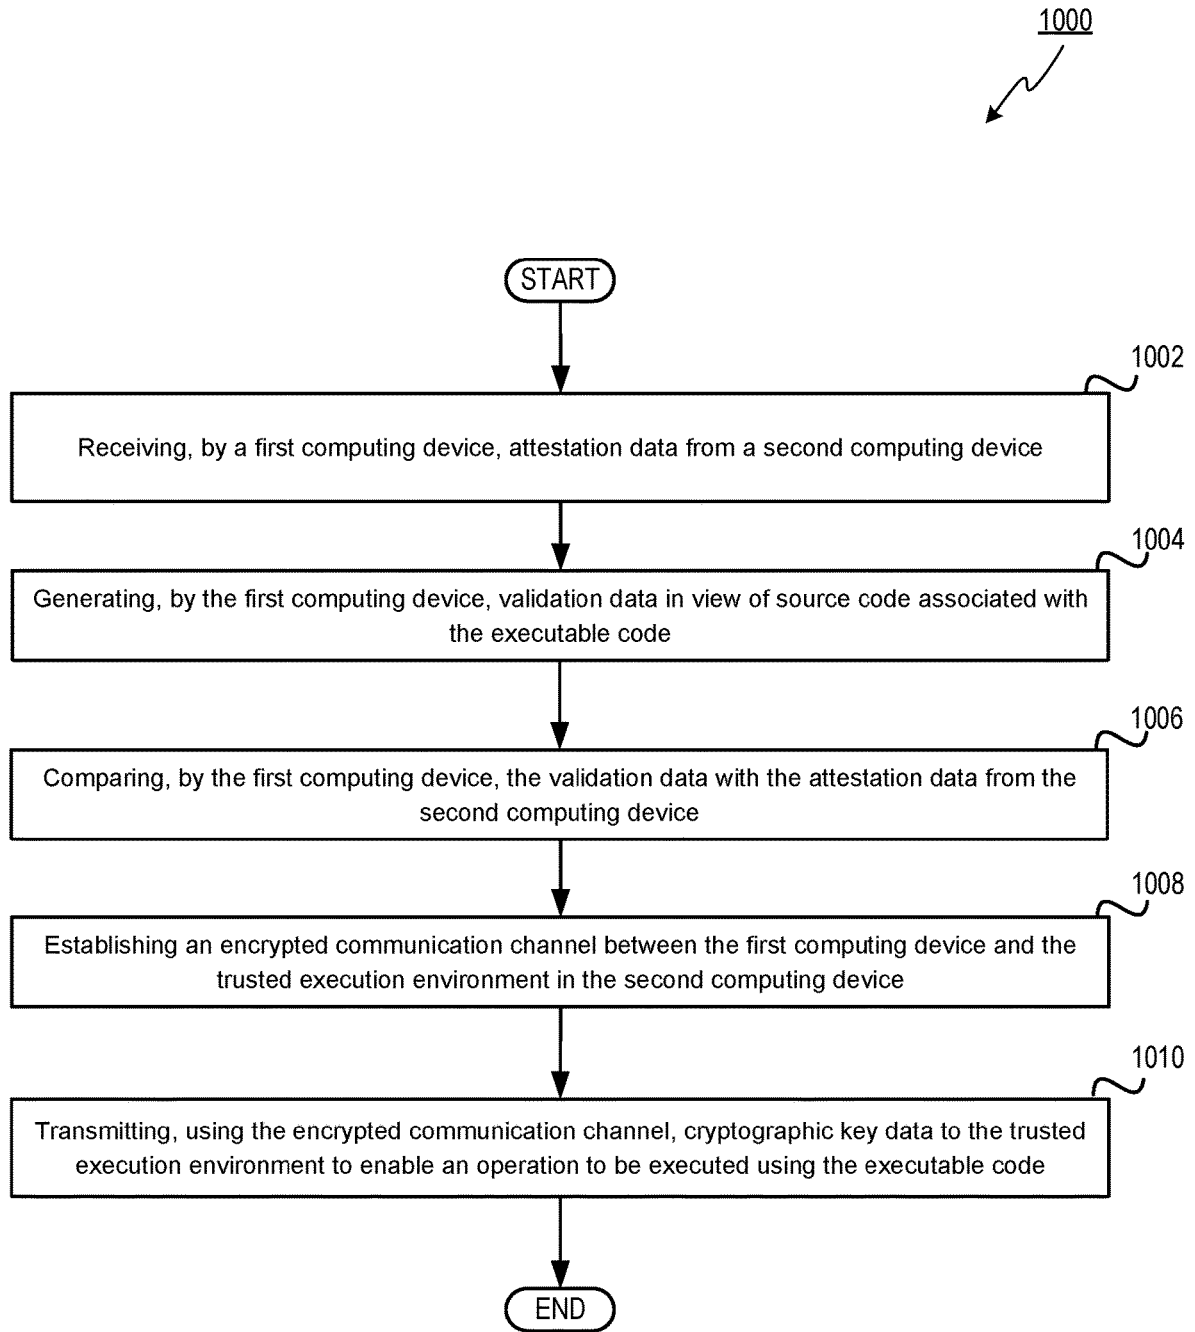 1000
START
1002
Receiving, by a first computing device, attestation data from a second computing device
1004
Generating, by the first computing device, validation data in view of source code associated with
the executable code
1006
Comparing, by the first computing device, the validation data with the attestation data from the
second computing device
1008
Establishing an encrypted communication channel between the first computing device and the
trusted execution environment in the second computing device
1010
Transmitting, using the encrypted communication channel, cryptographic key data to the trusted
execution environment to enable an operation to be executed using the executable code
END